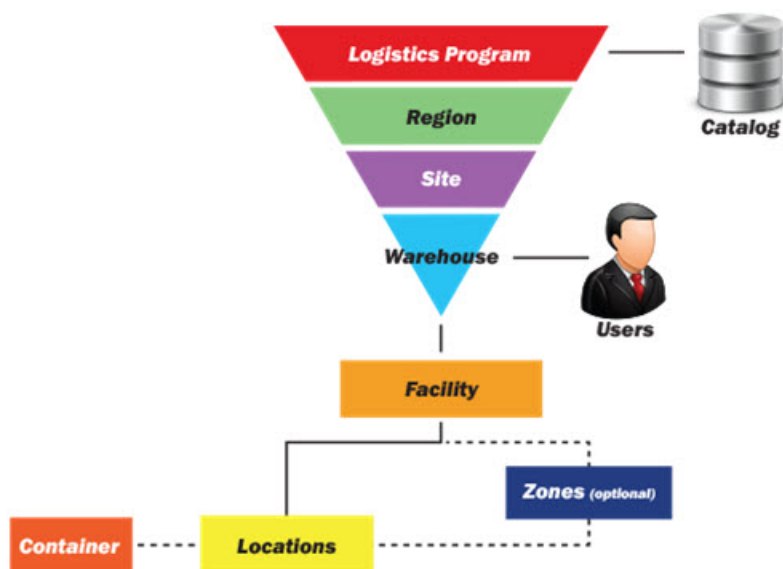 Logistics Program
Region
Catalog
Site
Warehouse
Users
Facility
Zones (optional)
Container
Locations